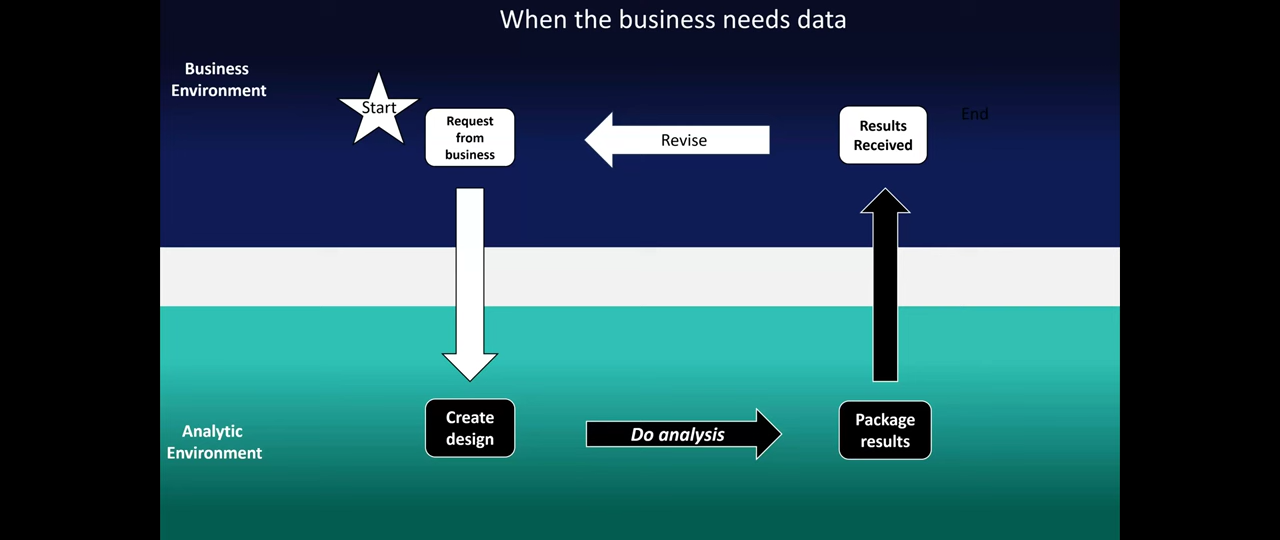 When the business needs data
Business
Environment
Start
Request
from
business
Revise
Results
Received
End
Create
design
Do analysis
Package
results
Analytic
Environment